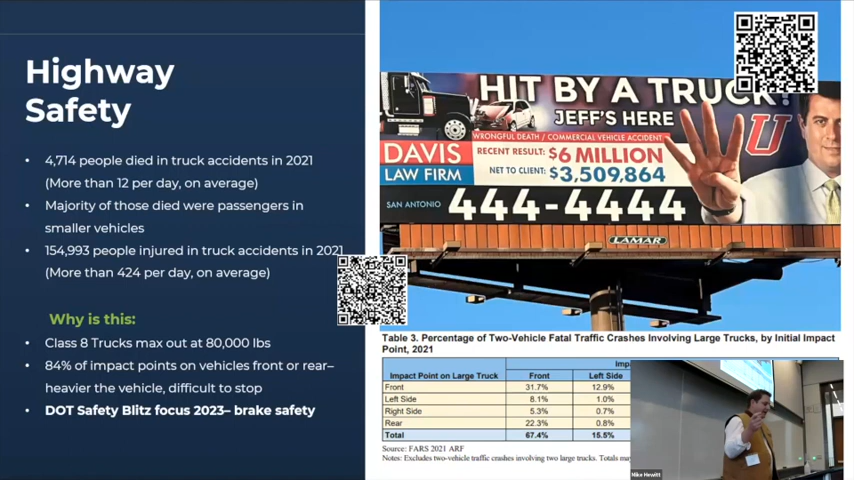 Highway
Safety
• 4,714 people died in truck accidents in 2021
(More than 12 per day, on average)
• Majority of those died were passengers in
smaller vehicles
• 154,993 people injured in truck accidents in 2021
(More than 424 per day, on average)
Why is this:
• Class 8 Trucks max out at 80,000 lbs
• 84% of impact points on vehicles front or rear–
heavier the vehicle, difficult to stop
• DOT Safety Blitz focus 2023– brake safety
HIT BY A TRUCK?
JEFF'S HERE
WRONGFUL DEATH / COMMERCIAL VEHICLE ACCIDENT
DAVIS
LAW FIRM
RECENT RESULT: $6 MILLION
NET TO CLIENT: $3,509,864
SAN ANTONIO 444-4444
U
LAMAR
Table 3. Percentage of Two-Vehicle Fatal Traffic Crashes Involving Large Trucks, by Initial Impact
Point, 2021
Impact Point on Large Truck Front Left Side
Front 31.7% 12.9%
Left Side 8.1% 1.0%
Right Side 5.3% 0.7%
Rear 22.3% 0.8%
Total 67.4% 15.5%
Source: FARS 2021 ARF
Notes: Excludes two-vehicle traffic crashes involving two large trucks. Totals may
Mike Hewitt